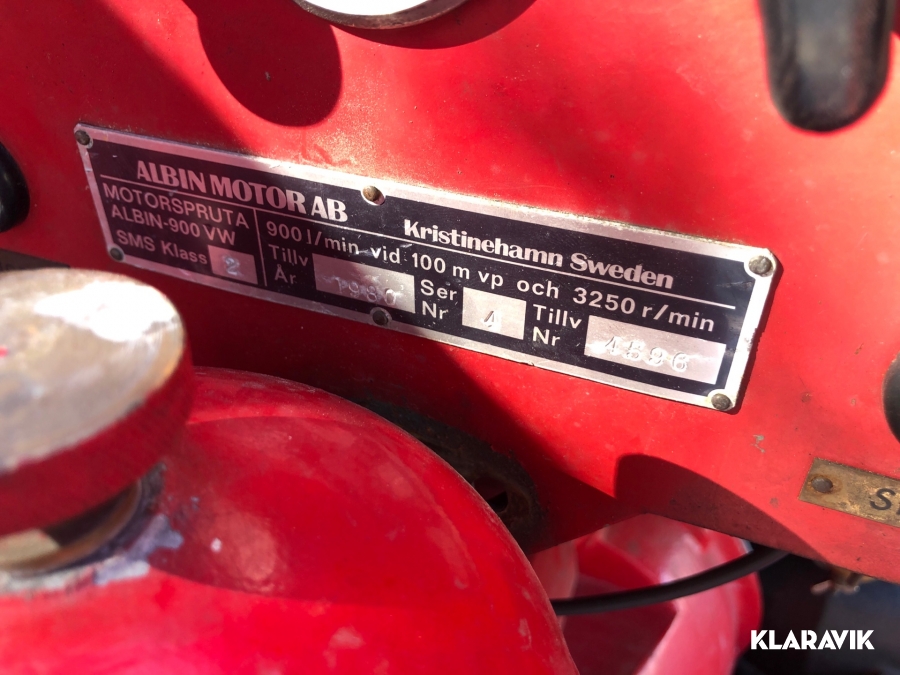 ALBIN MOTOR AB
Kristinehamn Sweden
MOTORSPRUTA
ALBIN-900 VW
SMS Klass 2
900 l/min vid 100 m vp och 3250 r/min
Tillv År 1980
Ser Nr 4
Tillv Nr
KLARAVIK